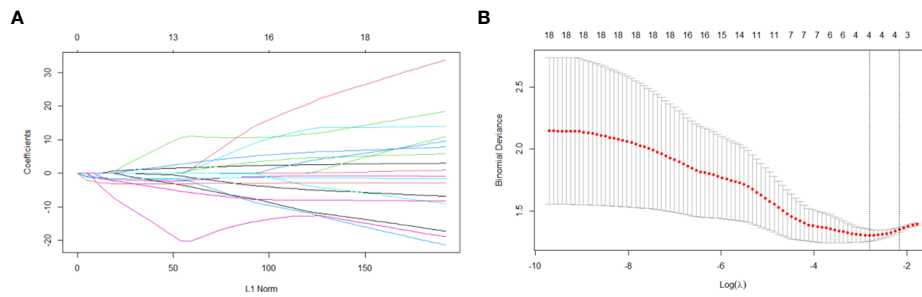 A
B
0 13 16 18
18 18 18 18 18 18 18 18 16 16 15 14 11 11 7 7 7 6 6 4 4 4 4 3
30
20
10
0
-10
-20
Coefficients
0 50 100 150
L1 Norm
2.5
2.0
1.5
Binomial Deviance
-10 -8 -6 -4 -2
Log(λ)